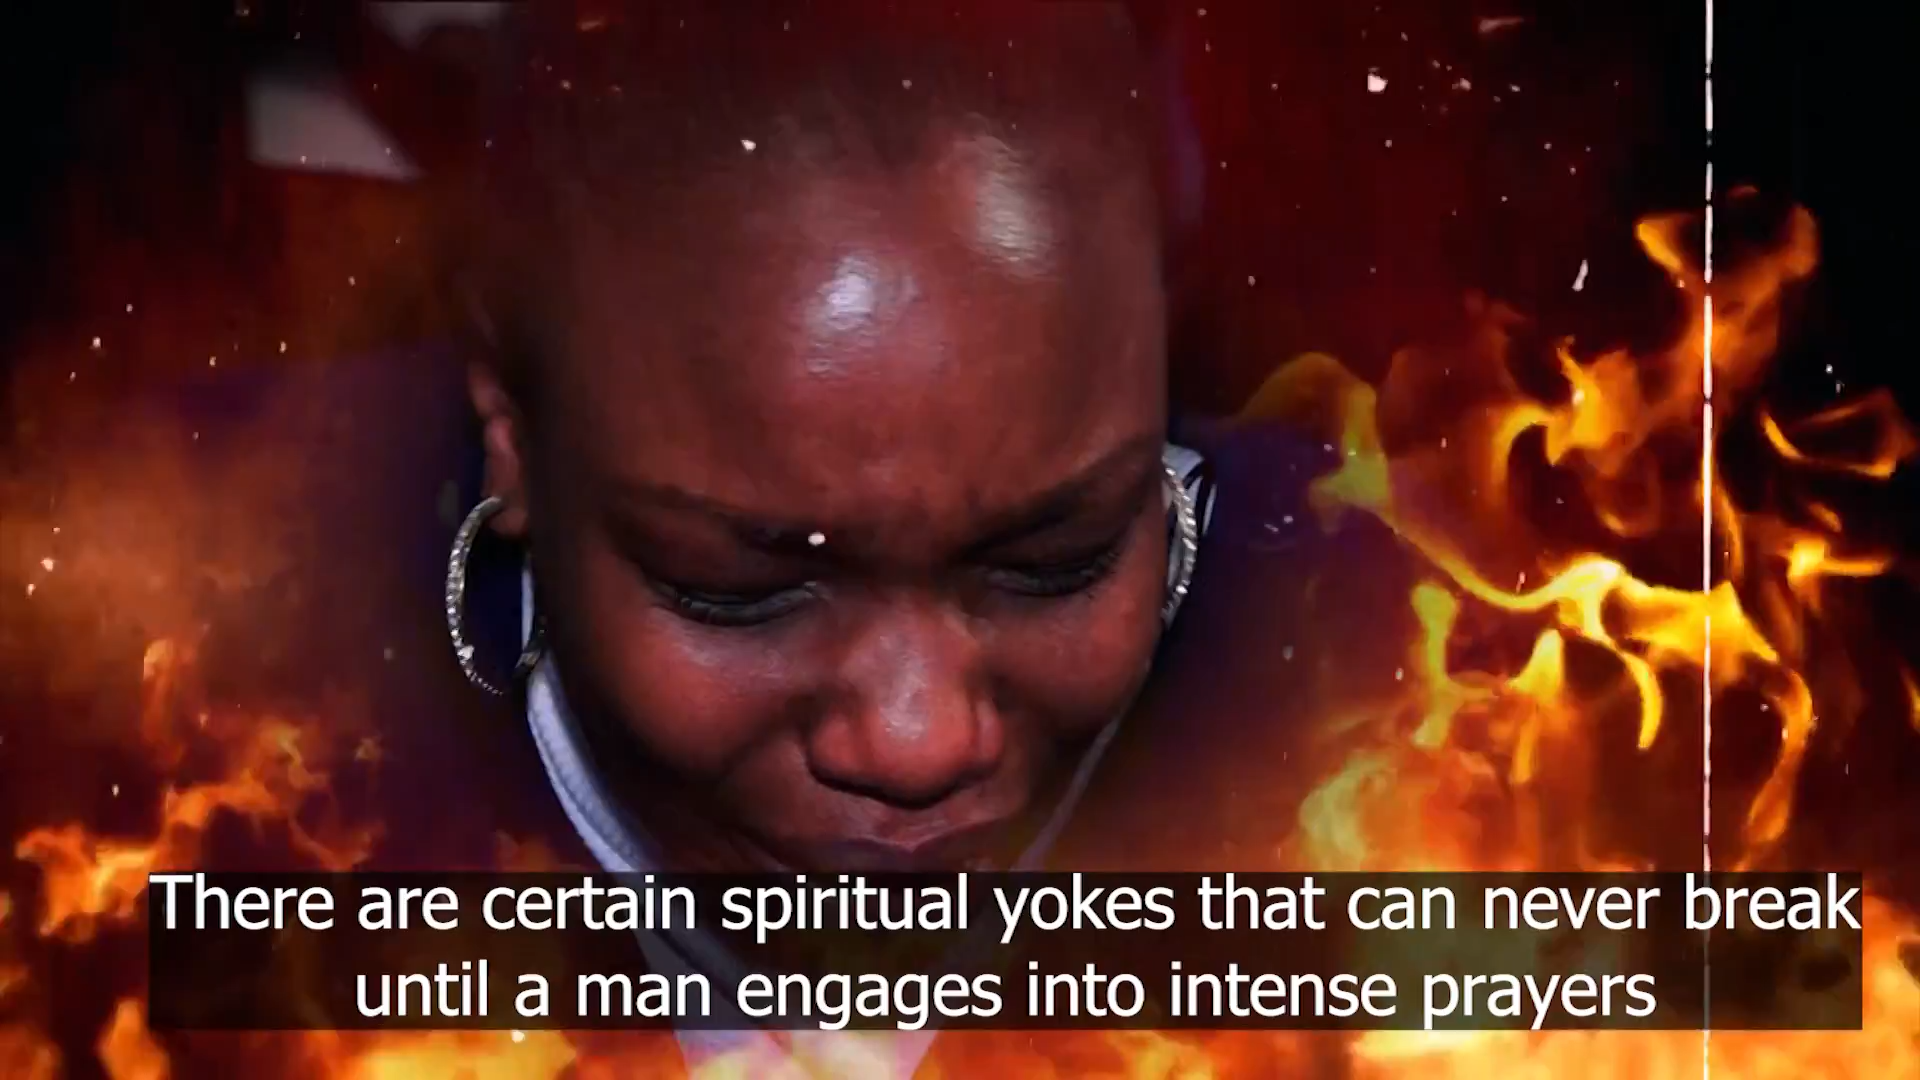 There are certain spiritual yokes that can never break
until a man engages into intense prayers